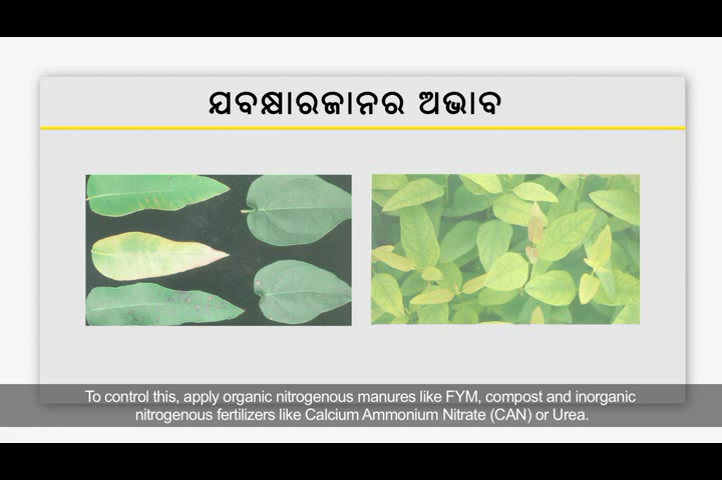 ଯବକ୍ଷାରଜାନର ଅଭାବ
To control this, apply organic nitrogenous manures like FYM, compost and inorganic
nitrogenous fertilizers like Calcium Ammonium Nitrate (CAN) or Urea.